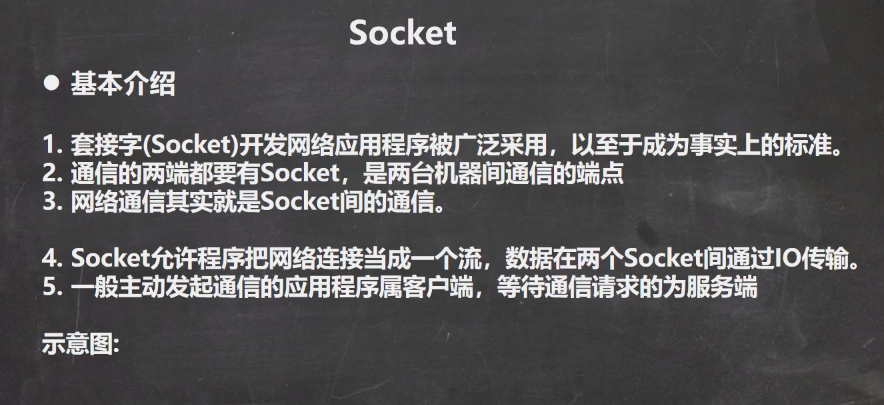 Socket
● 基本介绍
1. 套接字(Socket)开发网络应用程序被广泛采用，以至于成为事实上的标准。
2. 通信的两端都要有Socket，是两台机器间通信的端点
3. 网络通信其实就是Socket间的通信。
4. Socket允许程序把网络连接当成一个流，数据在两个Socket间通过IO传输。
5. 一般主动发起通信的应用程序属客户端，等待通信请求的为服务端
示意图: